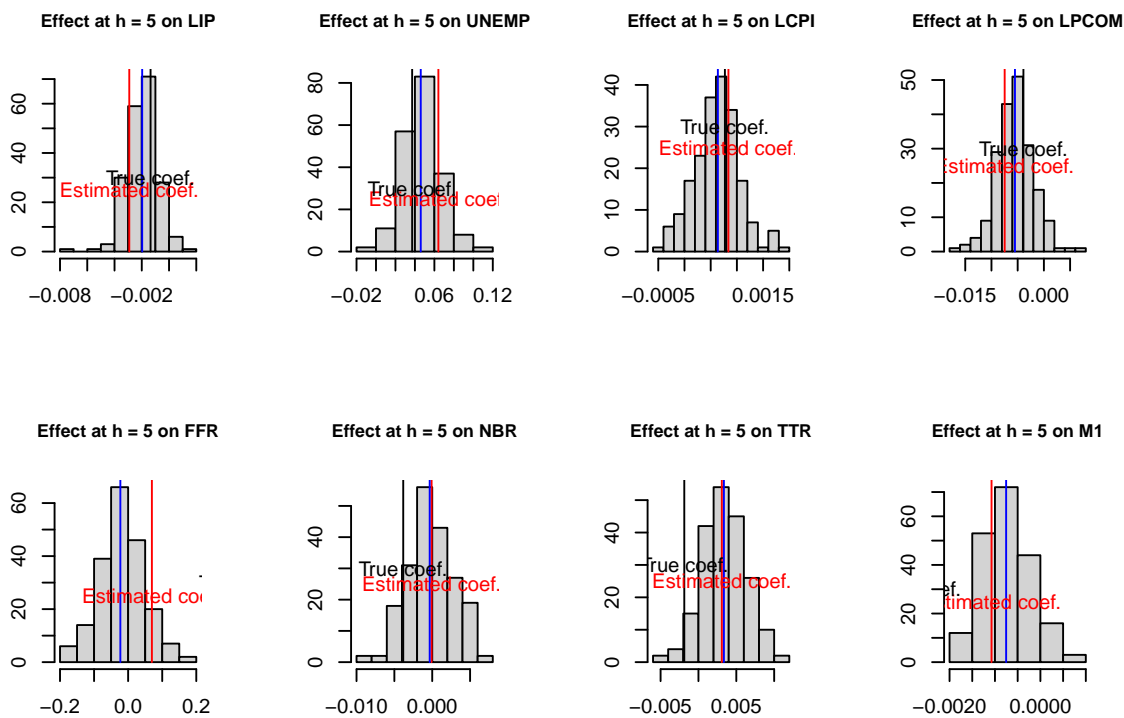 Effect at h = 5 on LIP
Effect at h = 5 on UNEMP
Effect at h = 5 on LCPI
Effect at h = 5 on LPCOM
0 20 40 60
True coef.
Estimated coef.
−0.008 −0.002
0 20 40 60 80
True coef.
Estimated coef
−0.02 0.06 0.12
0 10 20 30 40
True coef.
Estimated coef.
−0.0005 0.0015
0 10 30 50
True coef.
Estimated coef.
−0.015 0.000
Effect at h = 5 on FFR
Effect at h = 5 on NBR
Effect at h = 5 on TTR
Effect at h = 5 on M1
0 20 40 60
Estimated coe
−0.2 0.0 0.2
0 20 40
True coef.
Estimated coef.
−0.010 0.000
0 20 40
True coef.
Estimated coef.
−0.005 0.005
0 20 40 60
ef.
timated coef.
−0.0020 0.0000